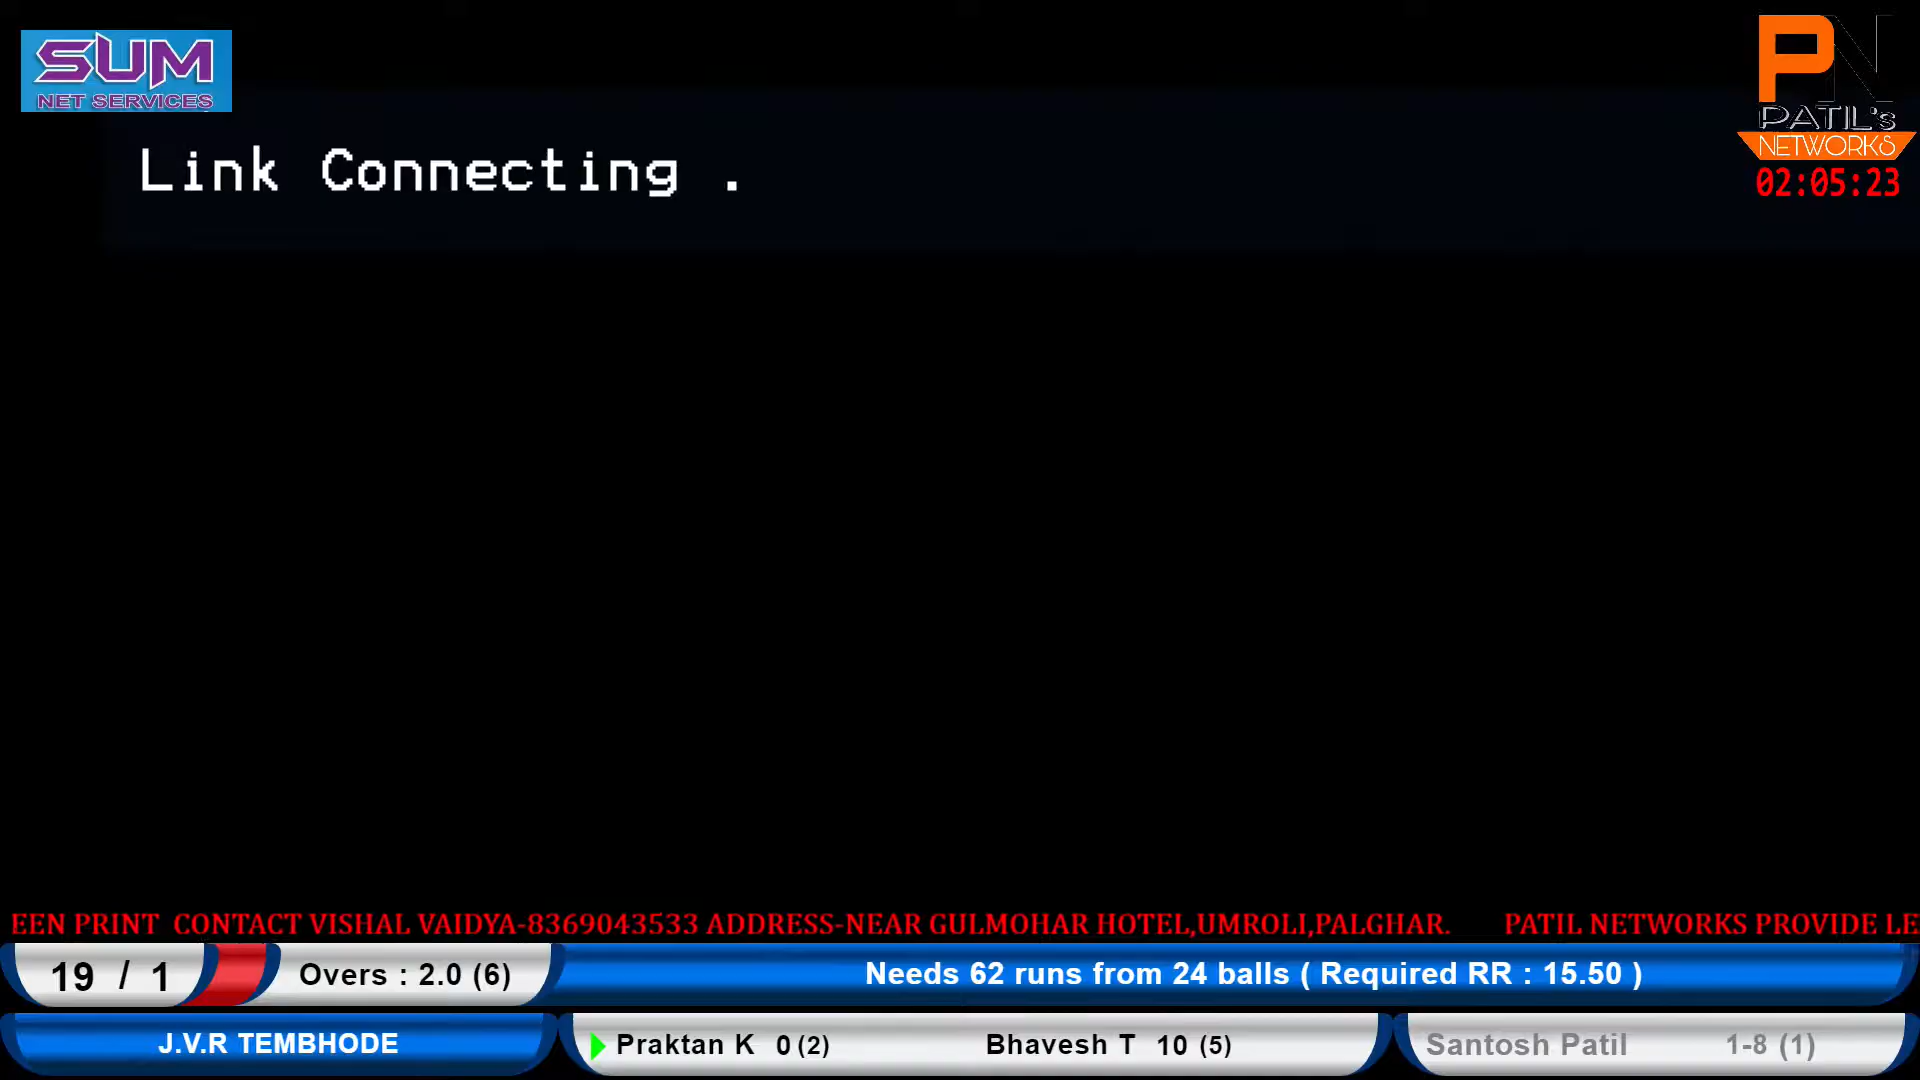 SUM
NET SERVICES
PN
PATIL's
NETWORKS
02:05:23
Link Connecting .
EEN PRINT  CONTACT VISHAL VAIDYA-8369043533 ADDRESS-NEAR GULMOHAR HOTEL,UMROLI,PALGHAR.    PATIL NETWORKS PROVIDE LE
19 / 1 Overs : 2.0 (6) Needs 62 runs from 24 balls ( Required RR : 15.50 )
J.V.R TEMBHODE Praktan K 0 (2) Bhavesh T 10 (5) Santosh Patil 1-8 (1)